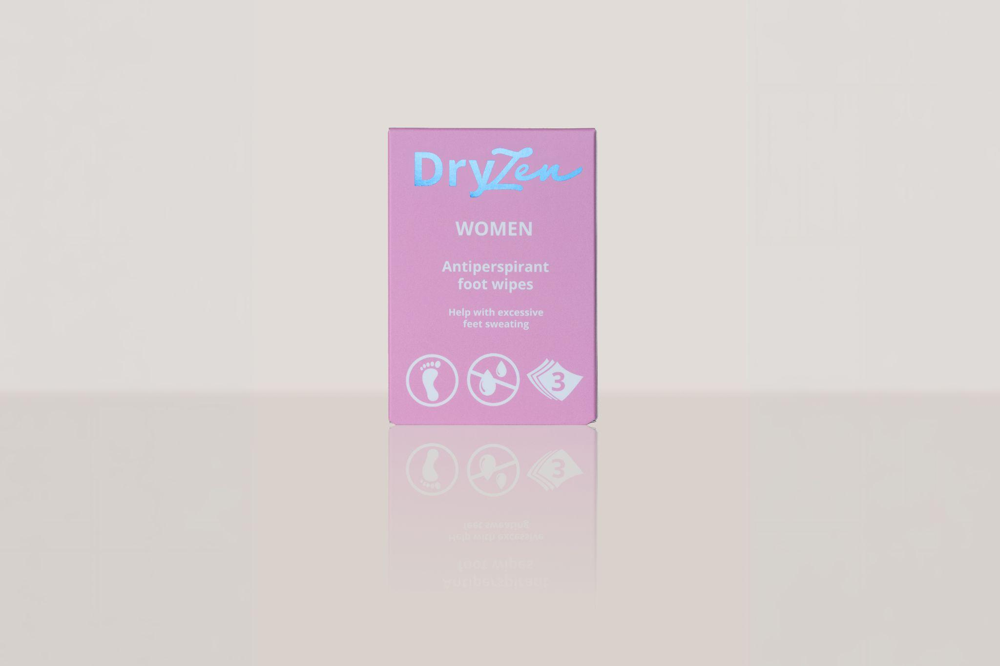 DryZen
WOMEN
Antiperspirant
foot wipes
Help with excessive
feet sweating
3